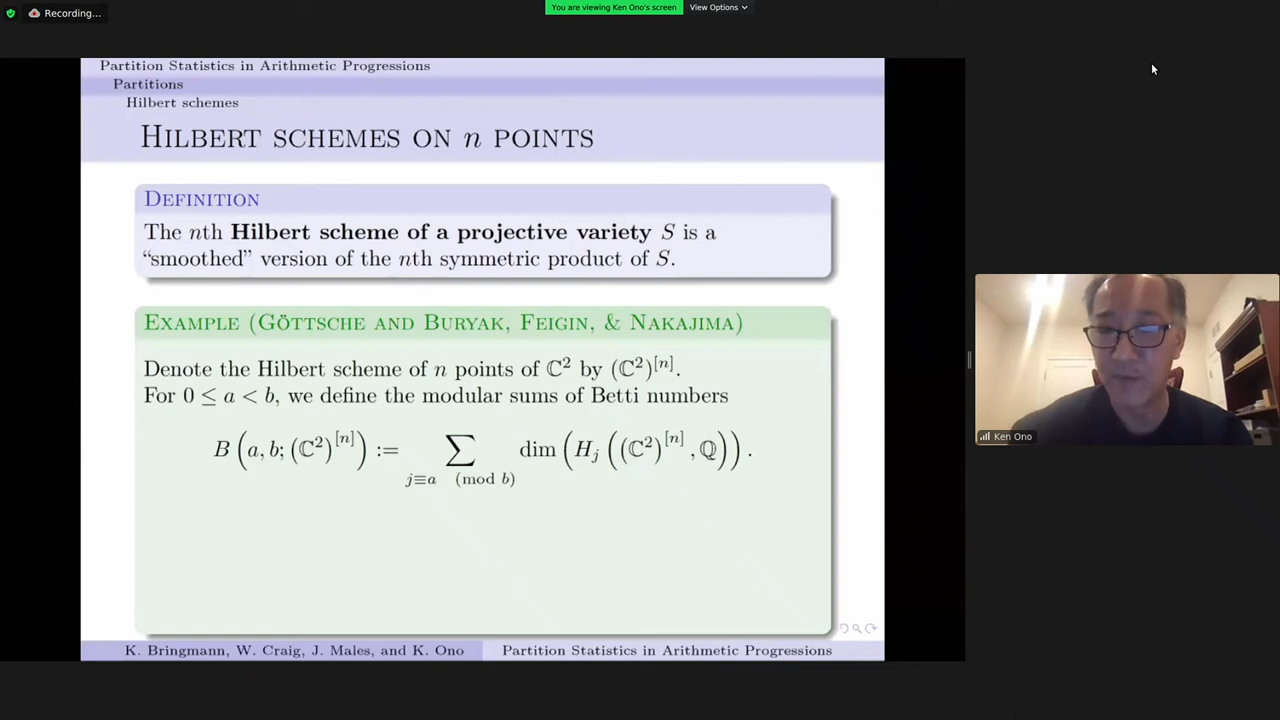 Recording...
You are viewing Ken Ono's screen
View Options
Partition Statistics in Arithmetic Progressions
Partitions
Hilbert schemes
Hilbert schemes on n points
Definition
The nth Hilbert scheme of a projective variety S is a
“smoothed” version of the nth symmetric product of S.
Example (Göttsche and Buryak, Feigin, & Nakajima)
Denote the Hilbert scheme of n points of ℂ² by (ℂ²)^[n].
For 0 ≤ a < b, we define the modular sums of Betti numbers
B(a, b; (ℂ²)^[n]) := ∑ dim(H_j((ℂ²)^[n], ℚ)).
j≡a (mod b)
Ken Ono
K. Bringmann, W. Craig, J. Males, and K. Ono
Partition Statistics in Arithmetic Progressions